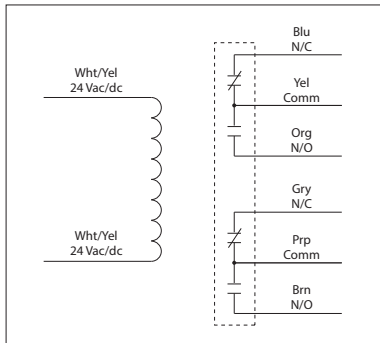 Blu
N/C
Wht/Yel
24 Vac/dc
Yel
Comm
Org
N/O
Gry
N/C
Wht/Yel
24 Vac/dc
Prp
Comm
Brn
N/O